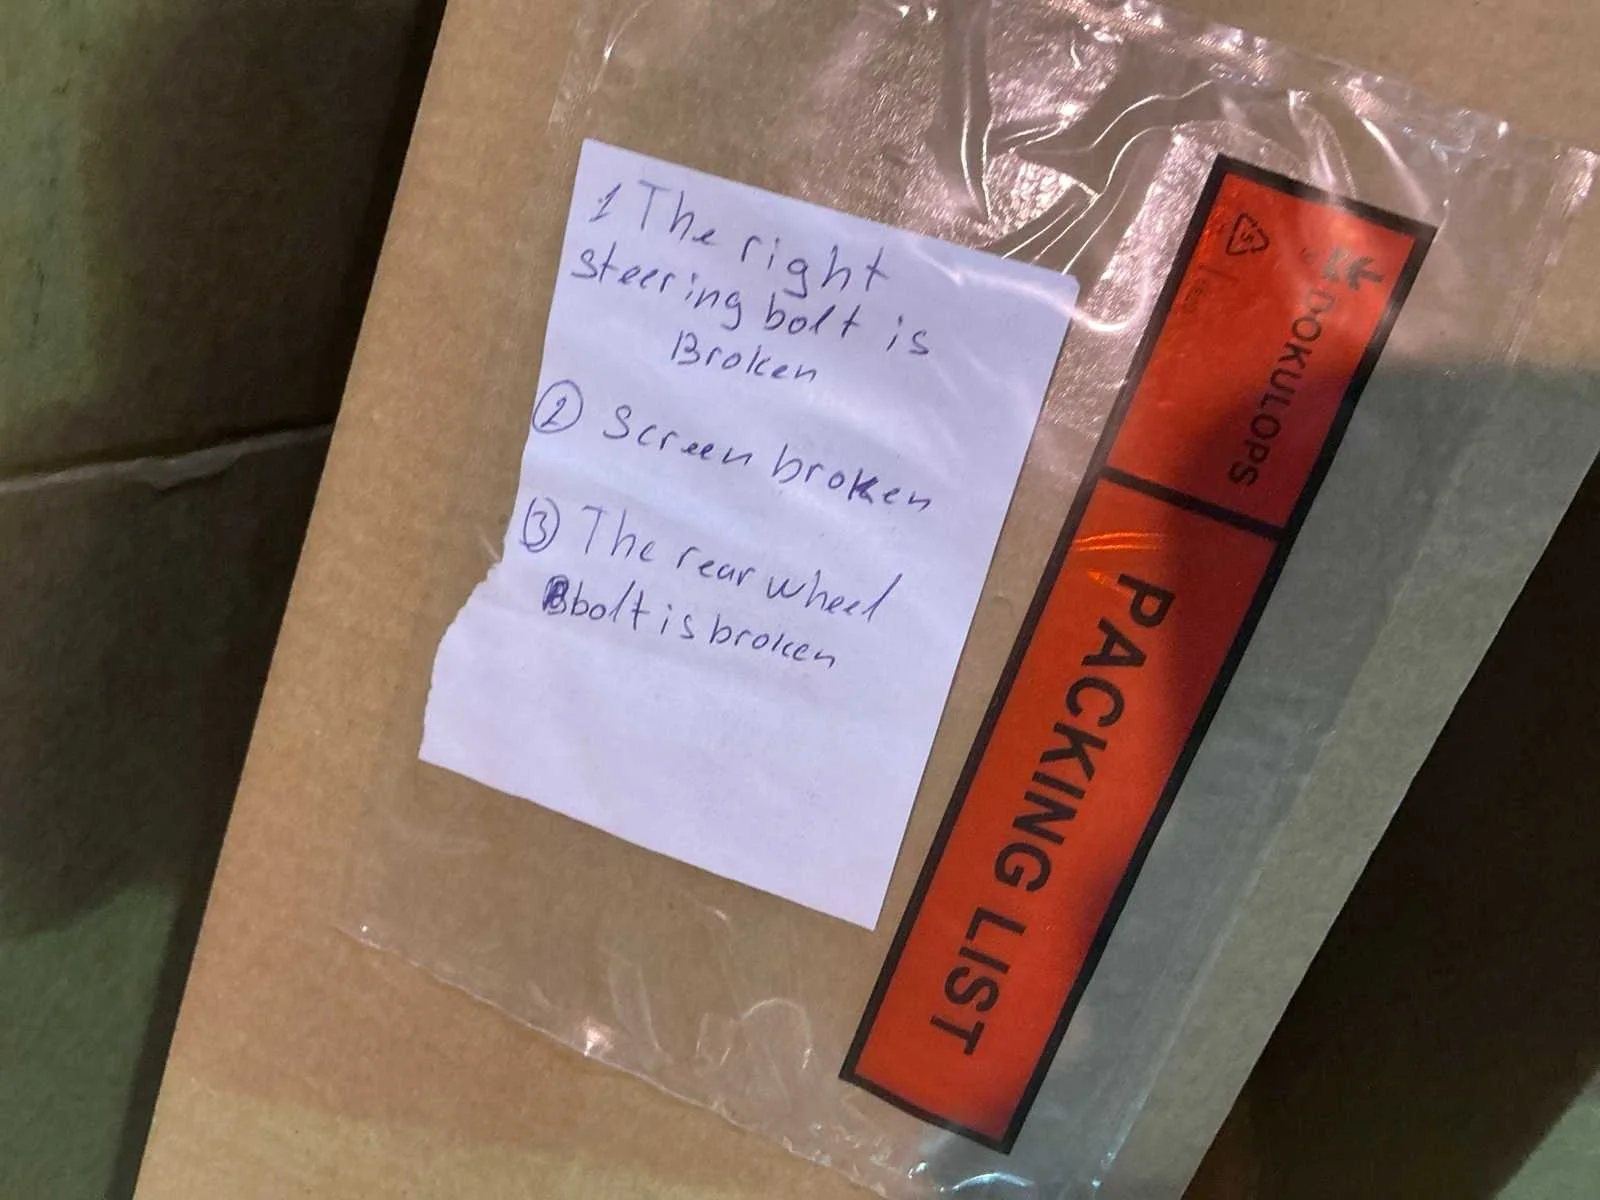 1 The right
steering bolt is
Broken
2 Screen broken
3 The rear wheel
bolt is broken
DOKULOPS
PACKING LIST